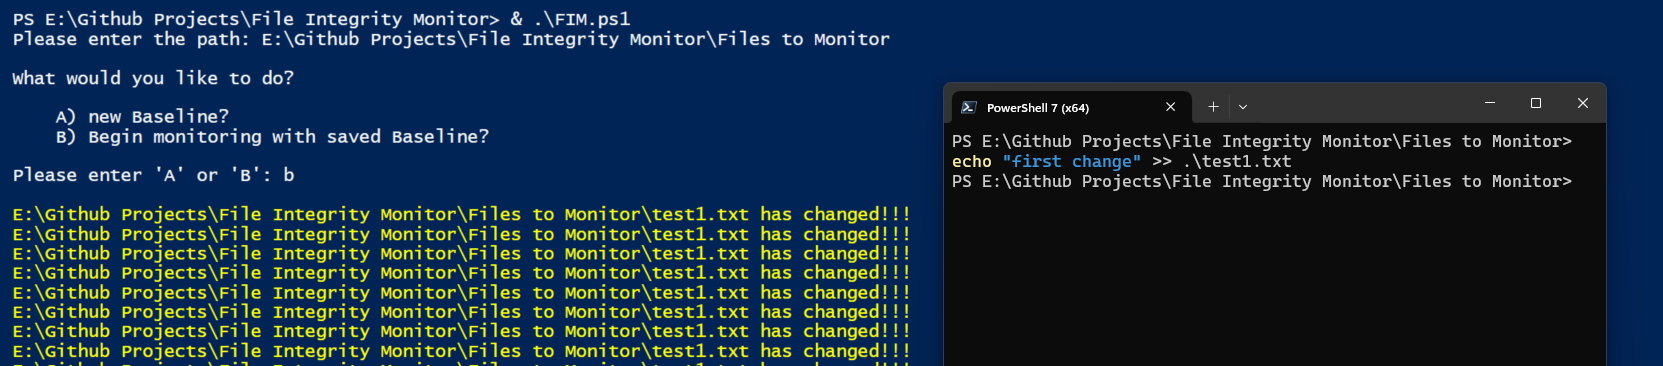 PS E:\Github Projects\File Integrity Monitor> & .\FIM.ps1
Please enter the path: E:\Github Projects\File Integrity Monitor\Files to Monitor
What would you like to do?
A) new Baseline?
B) Begin monitoring with saved Baseline?
Please enter 'A' or 'B': b
E:\Github Projects\File Integrity Monitor\Files to Monitor\test1.txt has changed!!!
E:\Github Projects\File Integrity Monitor\Files to Monitor\test1.txt has changed!!!
E:\Github Projects\File Integrity Monitor\Files to Monitor\test1.txt has changed!!!
E:\Github Projects\File Integrity Monitor\Files to Monitor\test1.txt has changed!!!
E:\Github Projects\File Integrity Monitor\Files to Monitor\test1.txt has changed!!!
E:\Github Projects\File Integrity Monitor\Files to Monitor\test1.txt has changed!!!
E:\Github Projects\File Integrity Monitor\Files to Monitor\test1.txt has changed!!!
E:\Github Projects\File Integrity Monitor\Files to Monitor\test1.txt has changed!!!
PowerShell 7 (x64)
PS E:\Github Projects\File Integrity Monitor\Files to Monitor>
echo "first change" >> .\test1.txt
PS E:\Github Projects\File Integrity Monitor\Files to Monitor>